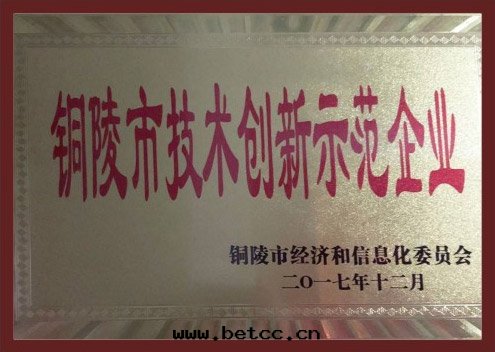 铜陵市技术创新示范企业
铜陵市经济和信息化委员会
二〇一七年十二月
www.betcc.cn